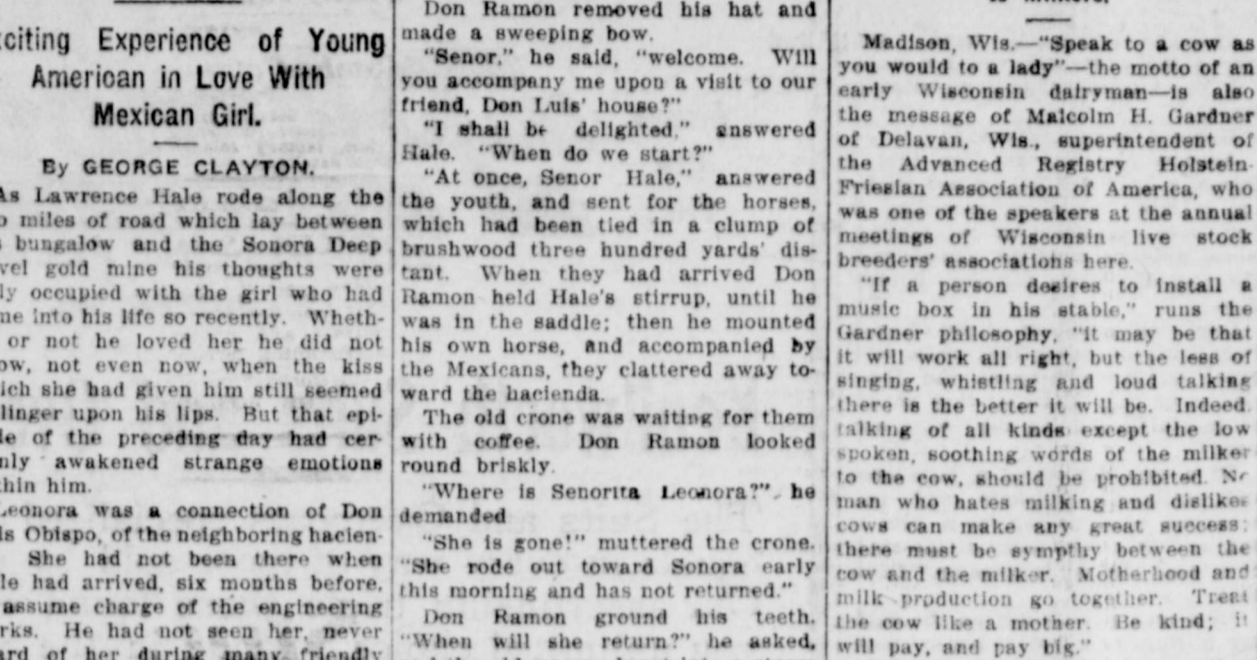 citing Experience of Young
American in Love With
Mexican Girl.
By GEORGE CLAYTON.
As Lawrence Hale rode along the
miles of road which lay between
bungalow and the Sonora Deep
vel gold mine his thoughts were
ly occupied with the girl who had
me into his life so recently. Wheth-
or not he loved her he did not
ow, not even now, when the kiss
ich she had given him still seemed
linger upon his lips. But that epi-
de of the preceding day had cer-
nly awakened strange emotions
thin him.
Leonora was a connection of Don
is Obispo, of the neighboring hacien-
She had not been there when
le had arrived, six months before,
assume charge of the engineering
rks. He had not seen her, never
ard of her during many friendly
Don Ramon removed his hat and
made a sweeping bow.
"Senor," he said, "welcome. Will
you accompany me upon a visit to our
friend, Don Luis' house?"
"I shall be delighted," answered
Hale. "When do we start?"
"At once, Senor Hale," answered
the youth, and sent for the horses,
which had been tied in a clump of
brushwood three hundred yards' dis-
tant. When they had arrived Don
Ramon held Hale's stirrup, until he
was in the saddle; then he mounted
his own horse, and accompanied by
the Mexicans, they clattered away to-
ward the hacienda.
The old crone was waiting for them
with coffee. Don Ramon looked
round briskly.
"Where is Senorita Leonora?" he
demanded
"She is gone!" muttered the crone.
"She rode out toward Sonora early
this morning and has not returned."
Don Ramon ground his teeth.
"When will she return?" he asked,
Madison, Wis.—"Speak to a cow as
you would to a lady"—the motto of an
early Wisconsin dairyman—is also
the message of Malcolm H. Gardner
of Delavan, Wis., superintendent of
the Advanced Registry Holstein-
Friesian Association of America, who
was one of the speakers at the annual
meetings of Wisconsin live stock
breeders' associations here.
"If a person desires to install a
music box in his stable," runs the
Gardner philosophy, "it may be that
it will work all right, but the less of
singing, whistling and loud talking
there is the better it will be. Indeed,
talking of all kinds except the low
spoken, soothing words of the milker
to the cow, should be prohibited. No
man who hates milking and dislikes
cows can make any great success;
there must be sympthy between the
cow and the milker. Motherhood and
milk production go together. Treat
the cow like a mother. Be kind; it
will pay, and pay big."